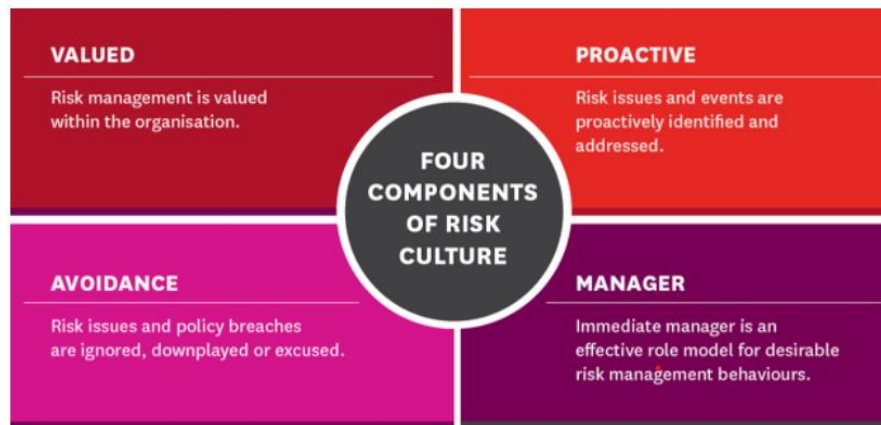 VALUED
Risk management is valued
within the organisation.
PROACTIVE
Risk issues and events are
proactively identified and
addressed.
FOUR
COMPONENTS
OF RISK
CULTURE
AVOIDANCE
Risk issues and policy breaches
are ignored, downplayed or excused.
MANAGER
Immediate manager is an
effective role model for desirable
risk management behaviours.